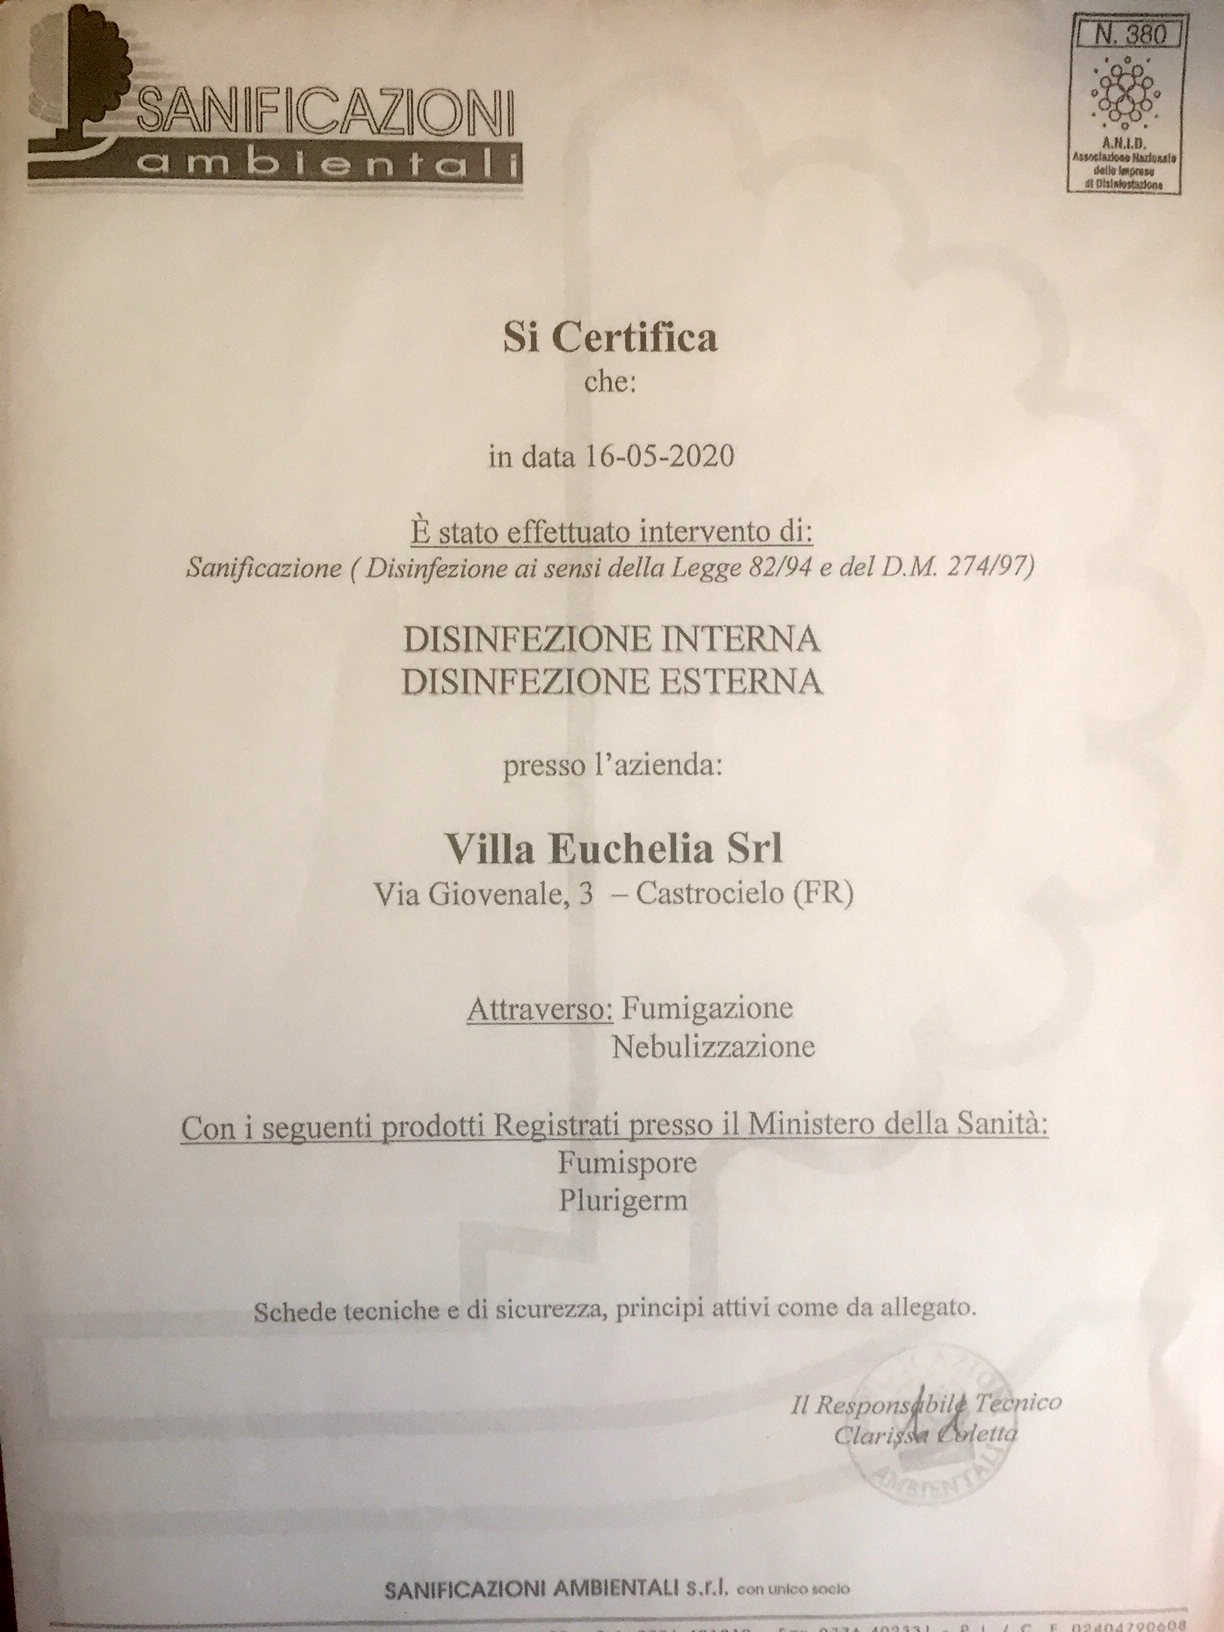 SANIFICAZIONI
ambientali
N. 380
A.N.I.D.
Associazione Nazionale
delle Imprese
di Disinfestazione
Si Certifica
che:
in data 16-05-2020
È stato effettuato intervento di:
Sanificazione ( Disinfezione ai sensi della Legge 82/94 e del D.M. 274/97)
DISINFEZIONE INTERNA
DISINFEZIONE ESTERNA
presso l’azienda:
Villa Euchelia Srl
Via Giovenale, 3 – Castrocielo (FR)
Attraverso: Fumigazione
Nebulizzazione
Con i seguenti prodotti Registrati presso il Ministero della Sanità:
Fumispore
Plurigerm
Schede tecniche e di sicurezza, principi attivi come da allegato.
Il Responsabile Tecnico
Clarissa Coletta
AMBIENTALI
SANIFICAZIONI AMBIENTALI s.r.l. con unico socio